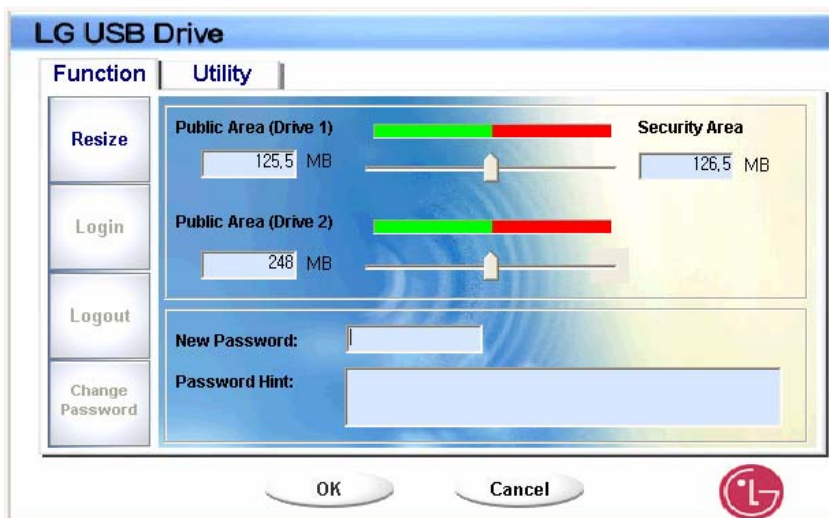 LG USB Drive
Function Utility
Resize
Login
Logout
Change
Password
Public Area (Drive 1)
Security Area
125,5 MB
126,5 MB
Public Area (Drive 2)
248 MB
New Password:
Password Hint:
OK Cancel
LG